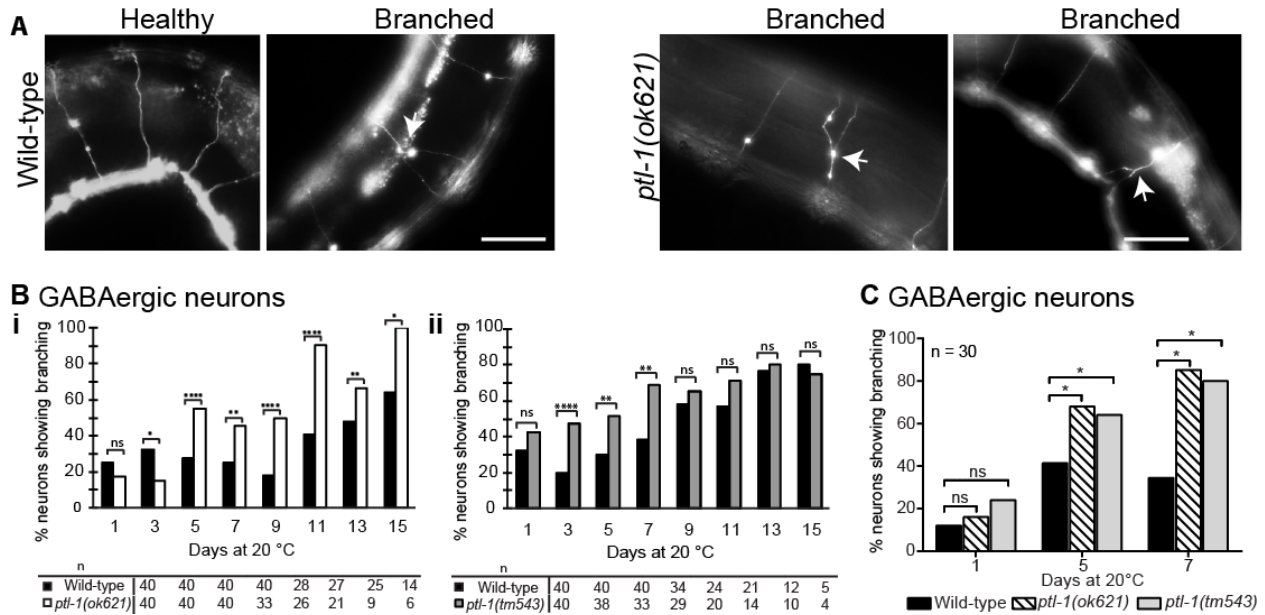 A
Healthy
Branched
Branched
Branched
Wild-type
ptl-1(ok621)
B GABAergic neurons
i
% neurons showing branching
100
80
60
40
20
0
ns
*
****
**
****
****
**
*
1 3 5 7 9 11 13 15
Days at 20 °C
n
Wild-type 40 40 40 40 28 27 25 14
ptl-1(ok621) 40 40 40 33 26 21 9 6
ii
% neurons showing branching
100
80
60
40
20
0
ns
****
**
**
ns
ns
ns
ns
1 3 5 7 9 11 13 15
Days at 20 °C
n
Wild-type 40 40 40 34 24 21 12 5
ptl-1(tm543) 40 38 33 29 20 14 10 4
C GABAergic neurons
% neurons showing branching
100
80
60
40
20
0
n = 30
ns
ns
*
*
*
*
1 5 7
Days at 20°C
Wild-type ptl-1(ok621) ptl-1(tm543)